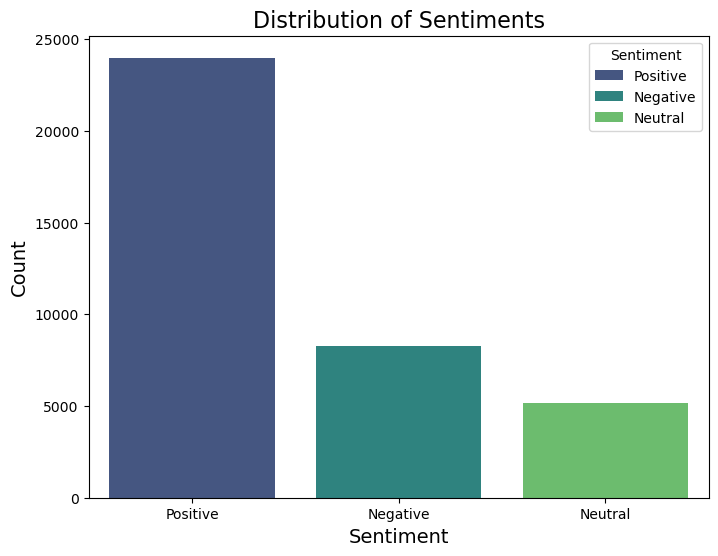 Distribution of Sentiments
25000
20000
15000
10000
5000
0
Count
Sentiment
Positive
Negative
Neutral
Positive
Negative
Neutral
Sentiment